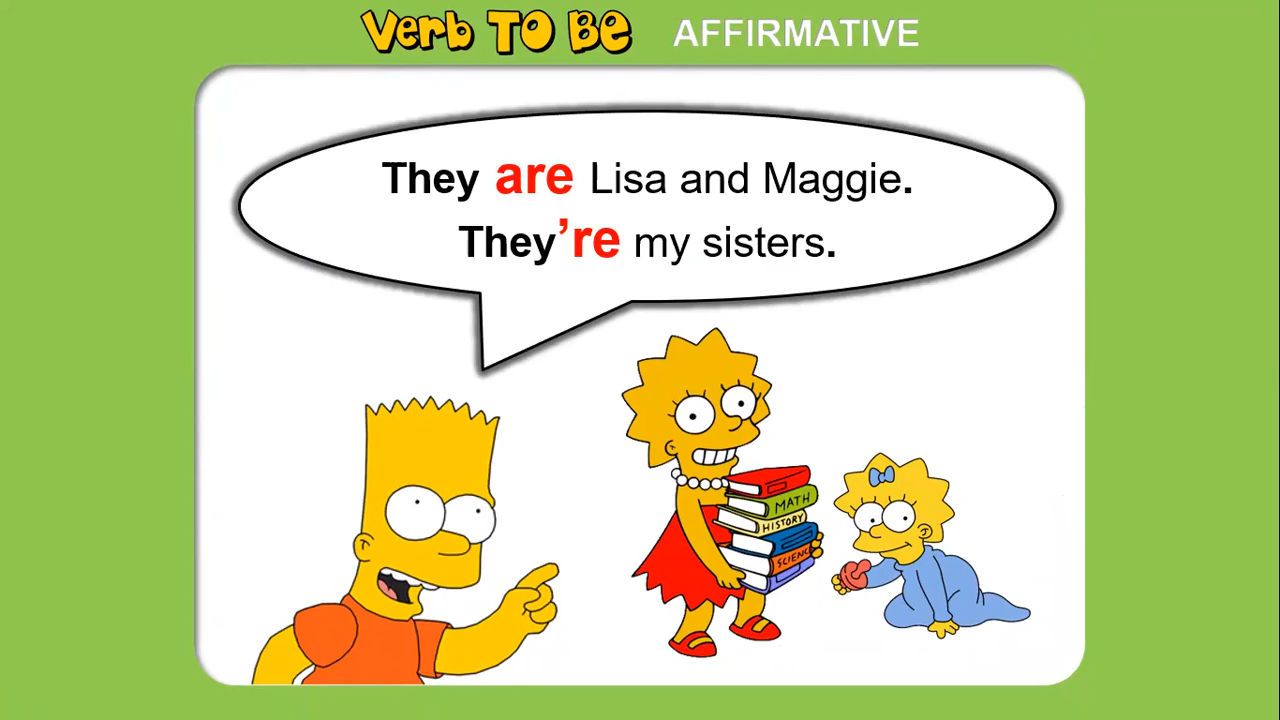 Verb TO Be AFFIRMATIVE
They are Lisa and Maggie.
They’re my sisters.
MATH
HISTORY
SCIENCE